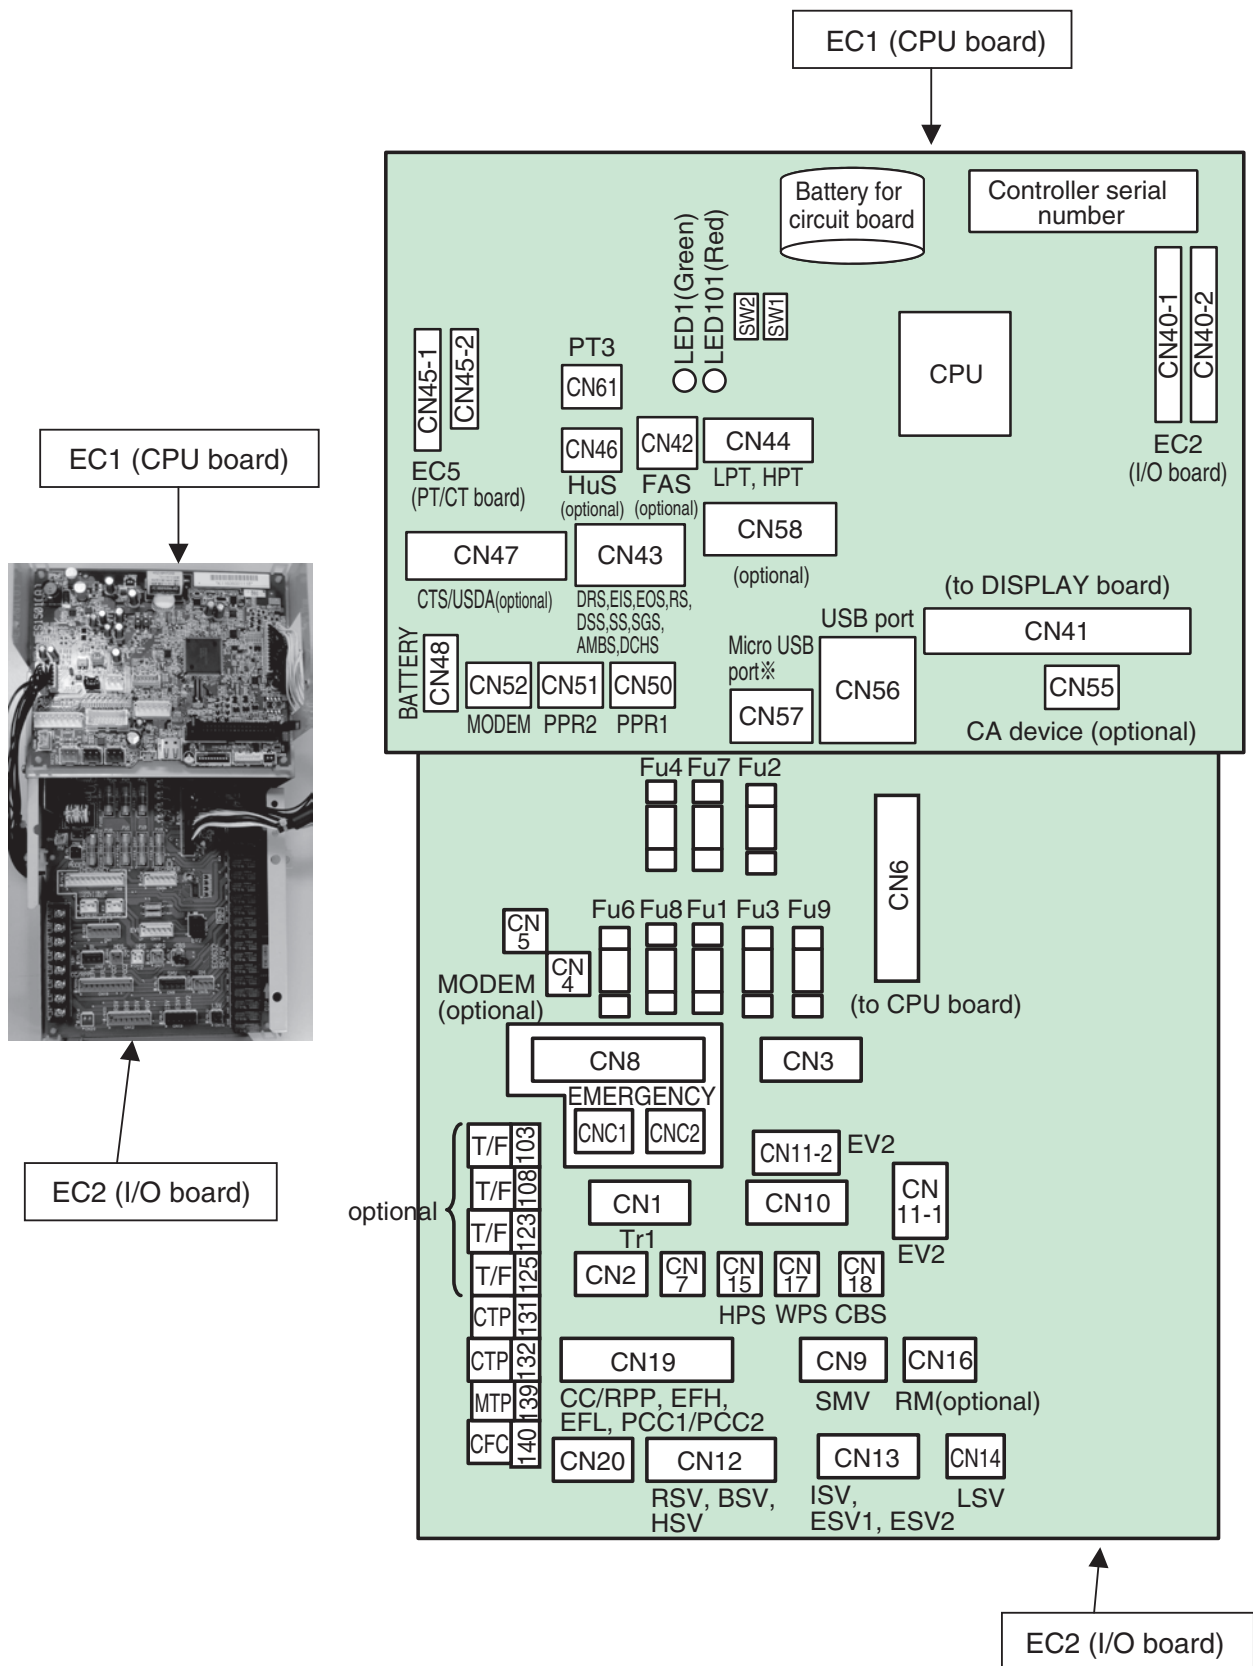 EC1 (CPU board)
Battery for
circuit board
Controller serial
number
LED1(Green)
LED101(Red)
SW2
SW1
CN40-1
CN40-2
EC2
(I/O board)
CPU
CN45-1
CN45-2
EC5
(PT/CT board)
PT3
CN61
CN46
HuS
(optional)
CN42
FAS
(optional)
CN44
LPT, HPT
CN58
(optional)
CN47
CTS/USDA(optional)
CN43
DRS,EIS,EOS,RS,
DSS,SS,SGS,
AMBS,DCHS
(to DISPLAY board)
CN41
USB port
CN56
Micro USB
port※
CN57
CN55
CA device (optional)
BATTERY
CN48
CN52
MODEM
CN51
PPR2
CN50
PPR1
EC1 (CPU board)
EC2 (I/O board)
Fu4
Fu7
Fu2
CN6
(to CPU board)
Fu6
Fu8
Fu1
Fu3
Fu9
CN
5
CN
4
MODEM
(optional)
CN8
EMERGENCY
CNC1
CNC2
CN3
CN11-2
EV2
CN1
Tr1
CN10
CN
11-1
EV2
optional
T/F 103
T/F 108
T/F 123
T/F 125
CTP 131
CTP 132
MTP 139
CFC 140
CN2
CN
7
CN
15
HPS
CN
17
WPS
CN
18
CBS
CN19
CC/RPP, EFH,
EFL, PCC1/PCC2
CN9
SMV
CN16
RM(optional)
CN20
CN12
RSV, BSV,
HSV
CN13
ISV,
ESV1, ESV2
CN14
LSV
EC2 (I/O board)